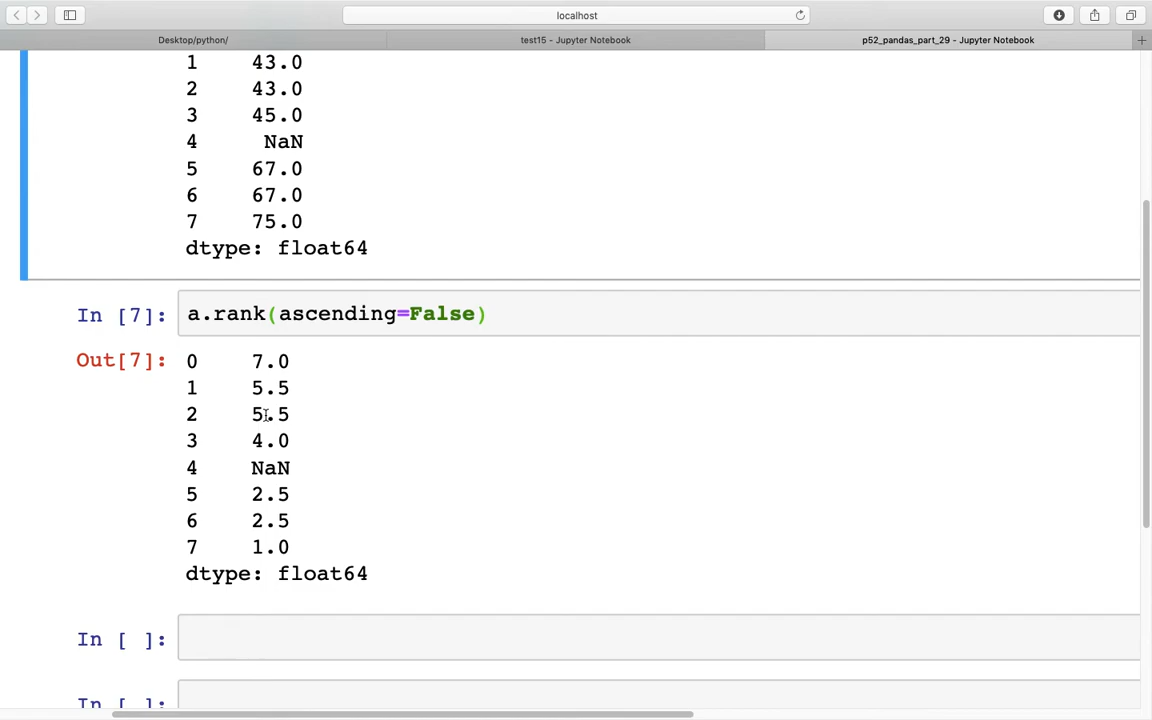 localhost
Desktop/python/
test15 - Jupyter Notebook
p52_pandas_part_29 - Jupyter Notebook
1 43.0
2 43.0
3 45.0
4 NaN
5 67.0
6 67.0
7 75.0
dtype: float64
In [7]: a.rank(ascending=False)
Out[7]: 0 7.0
1 5.5
2 5.5
3 4.0
4 NaN
5 2.5
6 2.5
7 1.0
dtype: float64
In [ ]:
In [ ]: